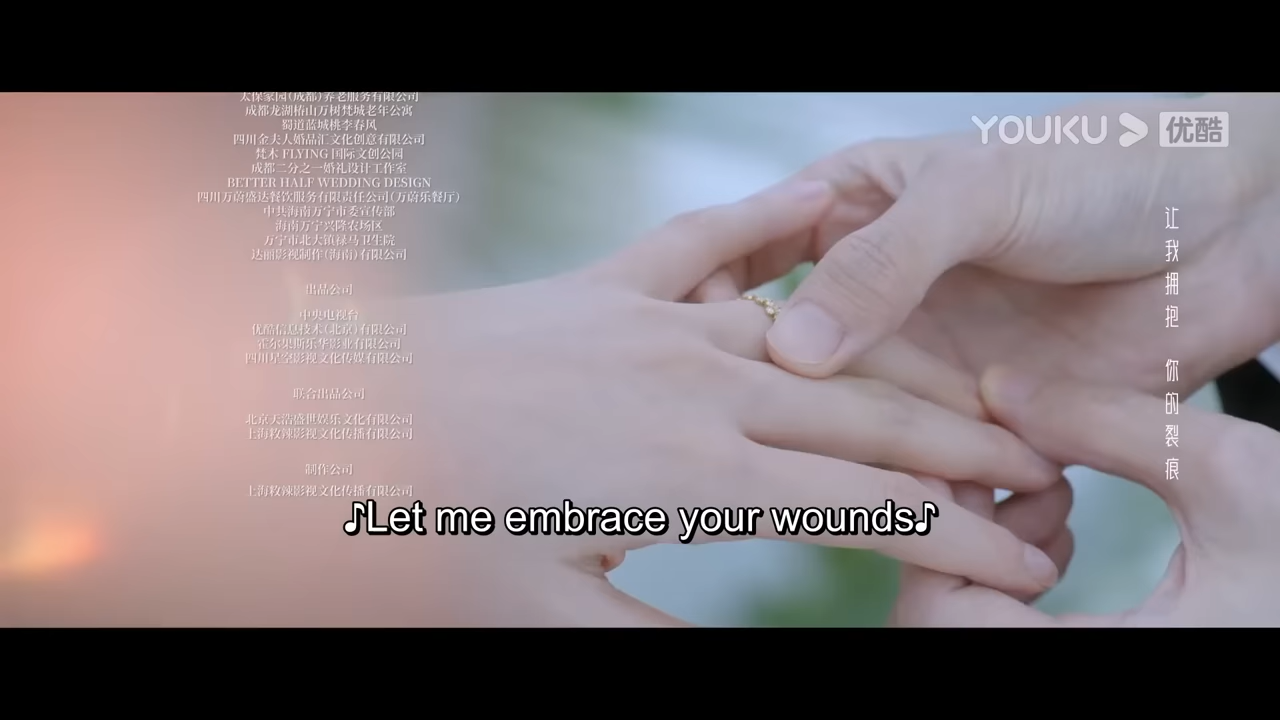 太保家园(成都)养老服务有限公司
成都龙湖椿山万树梵城老年公寓
蜀道蓝城桃李春风
四川金夫人婚品汇文化创意有限公司
梵木 FLYING 国际文创公园
成都二分之一婚礼设计工作室
BETTER HALF WEDDING DESIGN
四川万蔚盛达餐饮服务有限责任公司(万蔚乐餐厅)
中共海南万宁市委宣传部
海南万宁兴隆农场区
万宁市北大镇禄马卫生院
达丽影视制作(海南)有限公司
出品公司
中央电视台
优酷信息技术(北京)有限公司
霍尔果斯乐华影业有限公司
四川星空影视文化传媒有限公司
联合出品公司
北京天浩盛世娱乐文化有限公司
上海敉辣影视文化传播有限公司
制作公司
上海敉辣影视文化传播有限公司
YOUKU 优酷
让我拥抱 你的裂痕
♪Let me embrace your wounds♪